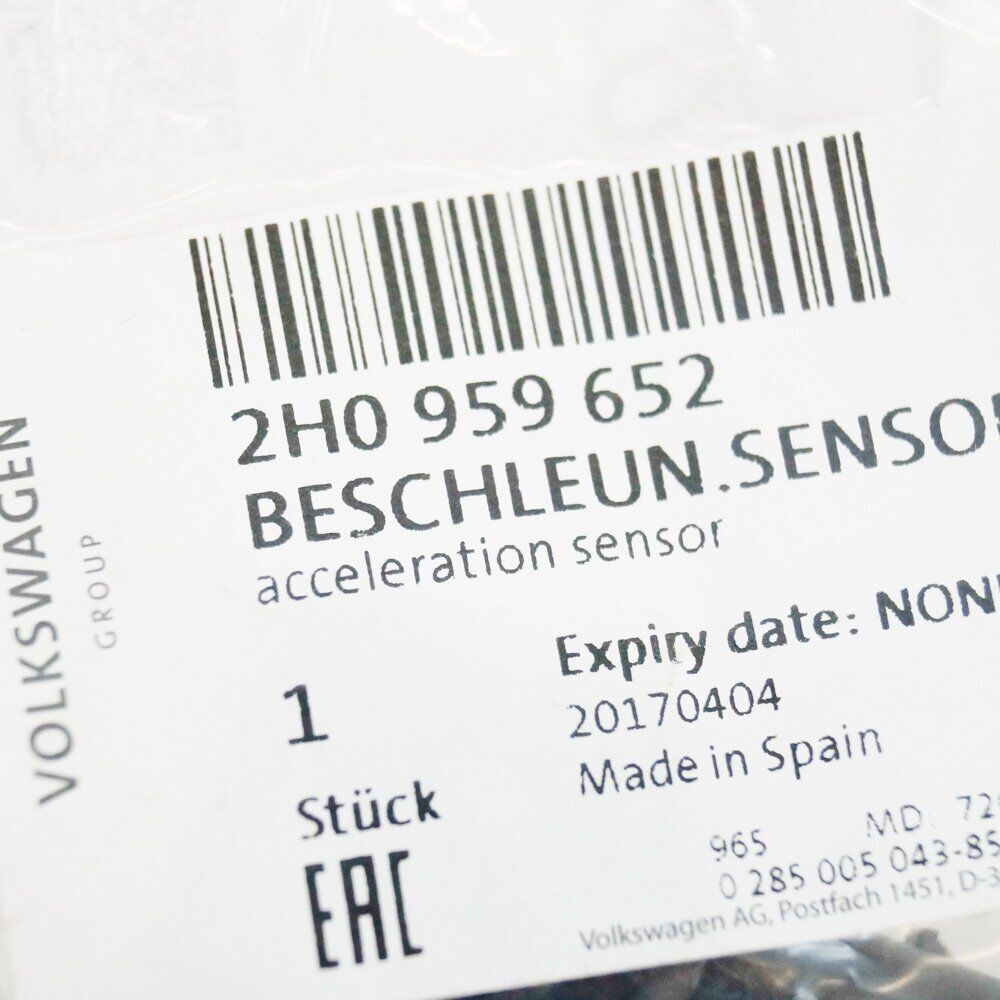 2H0 959 652
BESCHLEUN.SENSO
acceleration sensor
Expiry date: NON
20170404
Made in Spain
1
Stück
EAC
965 MD. 72
0 285 005 043-85
Volkswagen AG, Postfach 1451, D-3
VOLKSWAGEN
GROUP